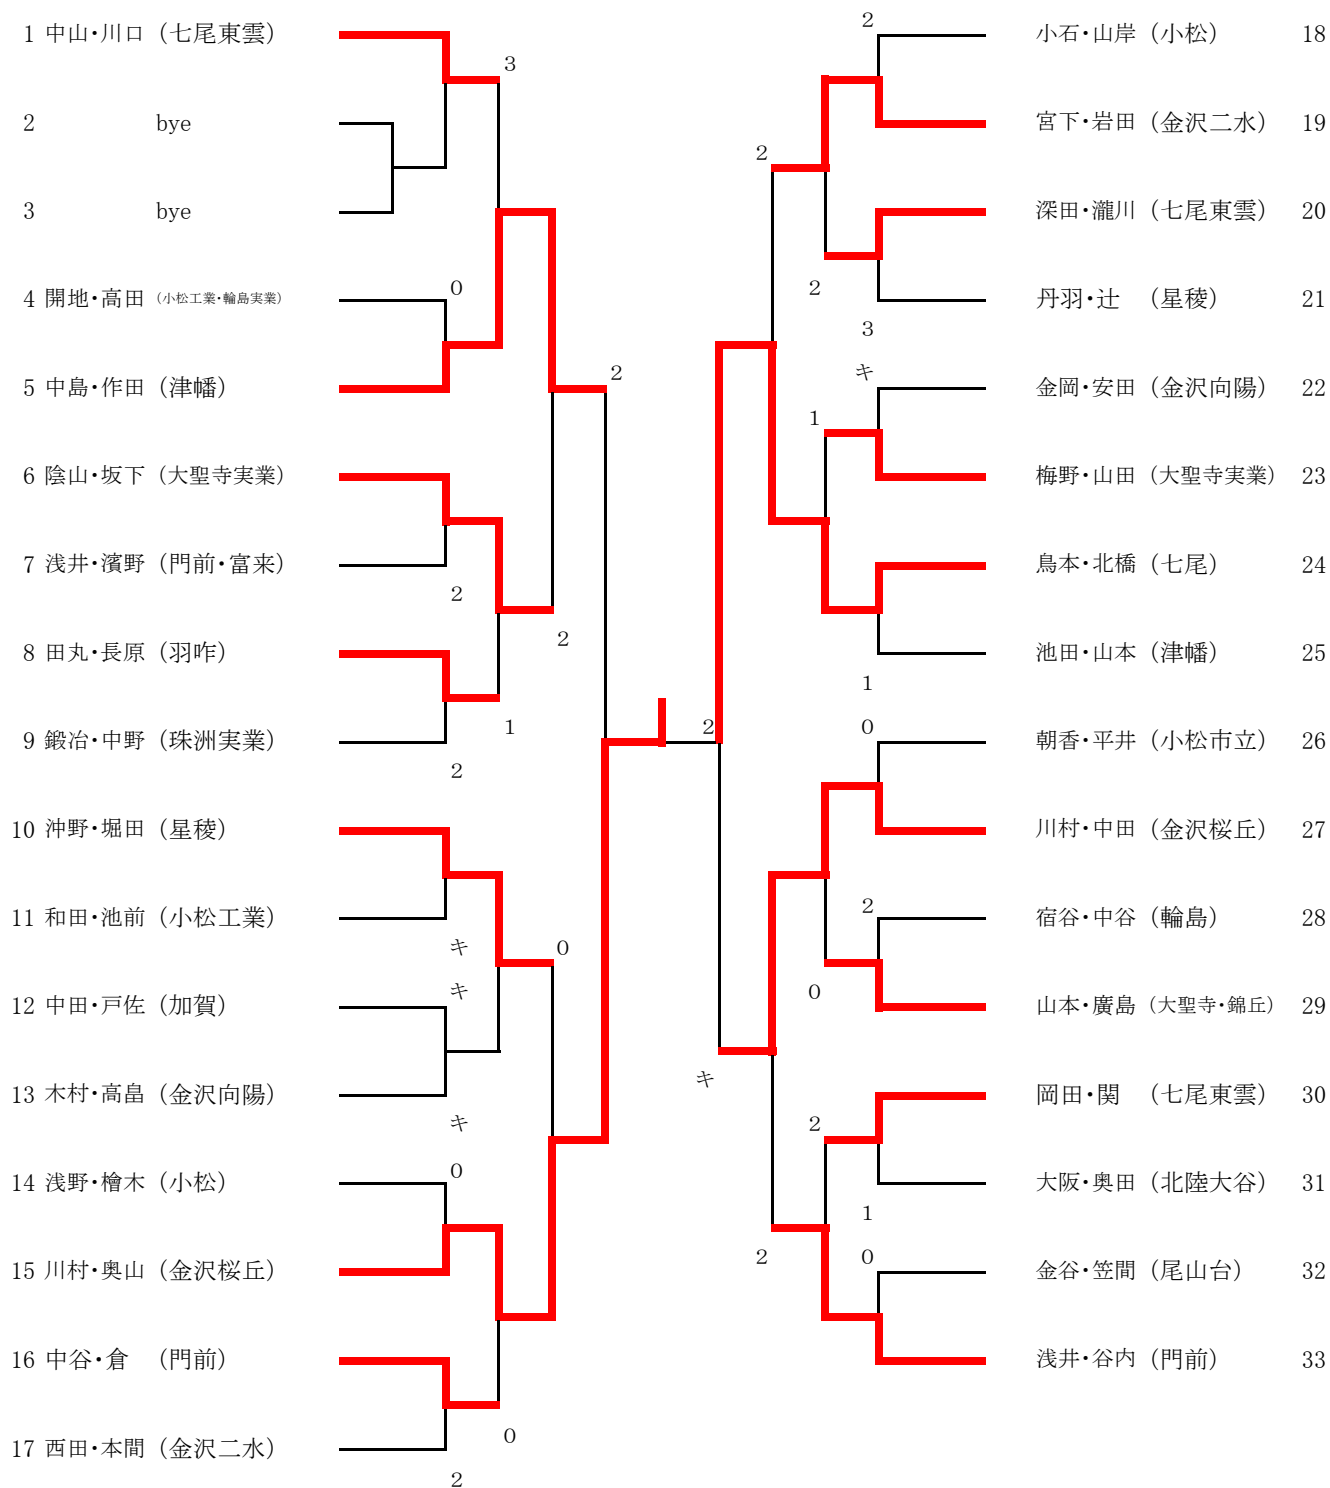 1 中山・川口 (七尾東雲)
2 bye
3 bye
4 開地・高田 (小松工業・輪島実業)
5 中島・作田 (津幡)
6 陰山・坂下 (大聖寺実業)
7 浅井・濱野 (門前・富来)
8 田丸・長原 (羽咋)
9 鍛冶・中野 (珠洲実業)
10 沖野・堀田 (星稜)
11 和田・池前 (小松工業)
12 中田・戸佐 (加賀)
13 木村・高畠 (金沢向陽)
14 浅野・檜木 (小松)
15 川村・奥山 (金沢桜丘)
16 中谷・倉 (門前)
17 西田・本間 (金沢二水)
3
0
2
2
2
1
2
キ
0
キ
キ
0
0
2
2
小石・山岸 (小松) 18
宮下・岩田 (金沢二水) 19
深田・瀧川 (七尾東雲) 20
丹羽・辻 (星稜) 21
金岡・安田 (金沢向陽) 22
梅野・山田 (大聖寺実業) 23
鳥本・北橋 (七尾) 24
池田・山本 (津幡) 25
朝香・平井 (小松市立) 26
川村・中田 (金沢桜丘) 27
宿谷・中谷 (輪島) 28
山本・廣島 (大聖寺・錦丘) 29
岡田・関 (七尾東雲) 30
大阪・奥田 (北陸大谷) 31
金谷・笠間 (尾山台) 32
浅井・谷内 (門前) 33
2
2
2
3
キ
1
1
0
2
0
キ
2
1
2
0